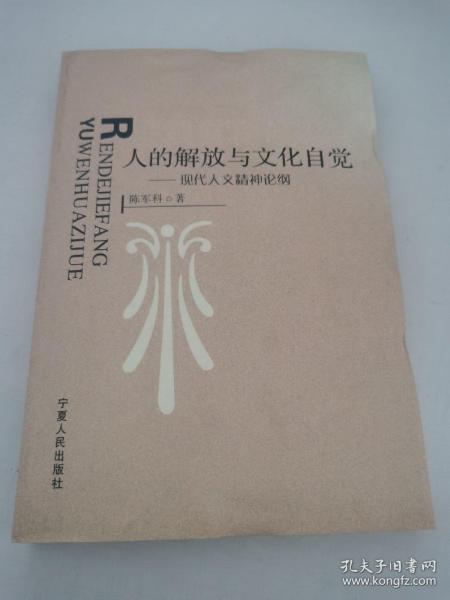 RENDEJIEFANG
YUWENHUAZIJUE
人的解放与文化自觉
——现代人文精神论纲
陈军科○著
宁夏人民出版社
孔夫子旧书网
www.kongfz.com